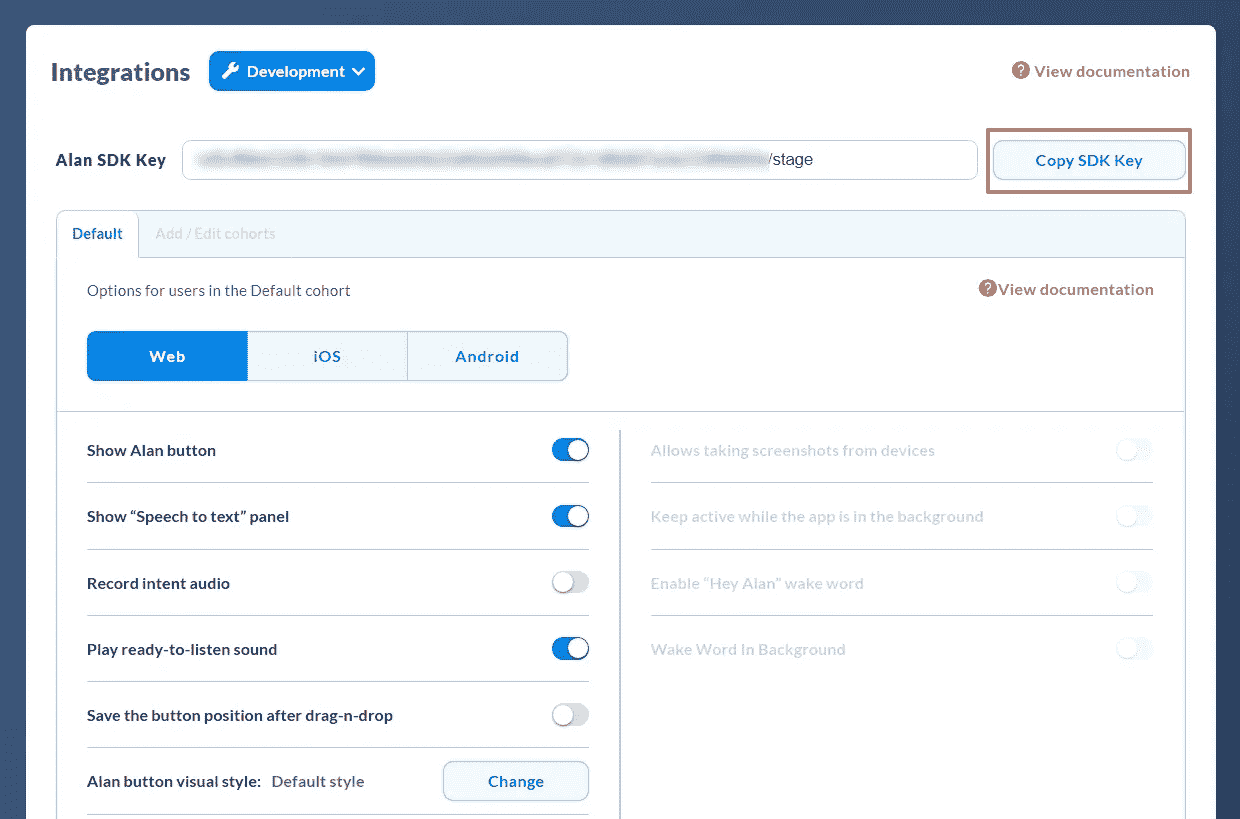 Integrations Development View documentation
Alan SDK Key /stage Copy SDK Key
Default Add / Edit cohorts
Options for users in the Default cohort View documentation
Web iOS Android
Show Alan button
Show “Speech to text” panel
Record intent audio
Play ready-to-listen sound
Save the button position after drag-n-drop
Alan button visual style: Default style Change
Allows taking screenshots from devices
Keep active while the app is in the background
Enable “Hey Alan” wake word
Wake Word In Background